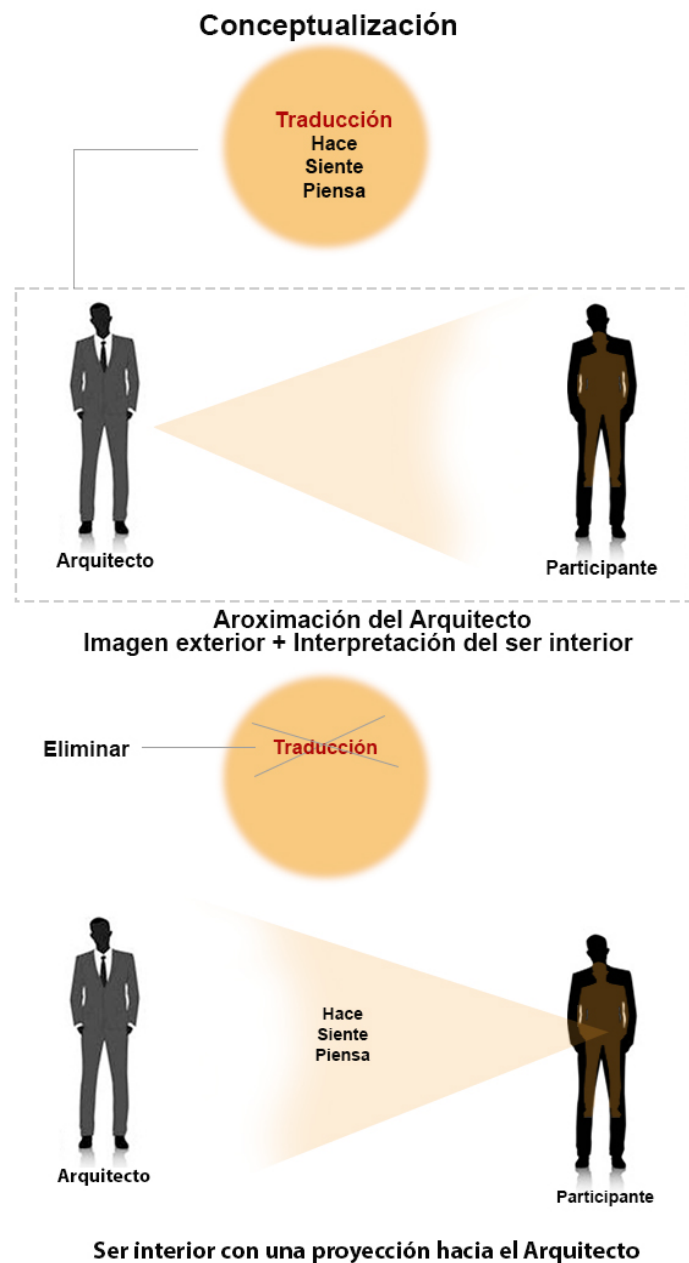 Conceptualización
Traducción
Hace
Siente
Piensa
Arquitecto
Participante
Aroximación del Arquitecto
Imagen exterior + Interpretación del ser interior
Eliminar
Traducción
Hace
Siente
Piensa
Arquitecto
Participante
Ser interior con una proyección hacia el Arquitecto